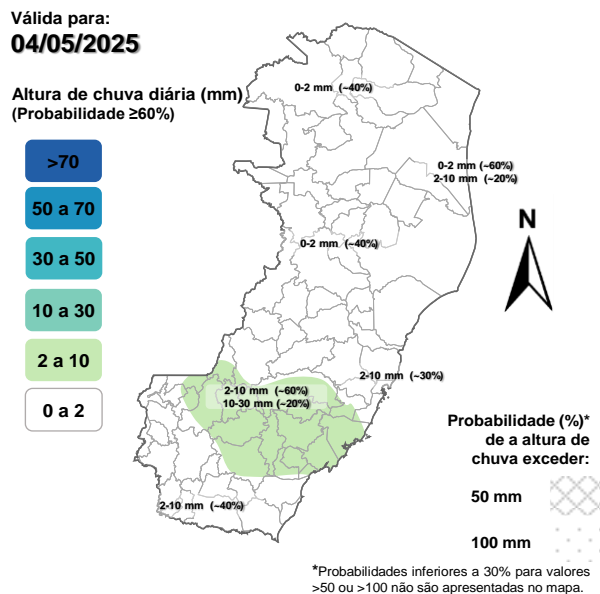 Válida para:
04/05/2025
Altura de chuva diária (mm)
(Probabilidade ≥60%)
>70
50 a 70
30 a 50
10 a 30
2 a 10
0 a 2
0-2 mm (~40%)
0-2 mm (~60%)
2-10 mm (~20%)
0-2 mm (~40%)
2-10 mm (~30%)
2-10 mm (~60%)
10-30 mm (~20%)
2-10 mm (~40%)
N
Probabilidade (%)*
de a altura de
chuva exceder:
50 mm
100 mm
*Probabilidades inferiores a 30% para valores
>50 ou >100 não são apresentadas no mapa.